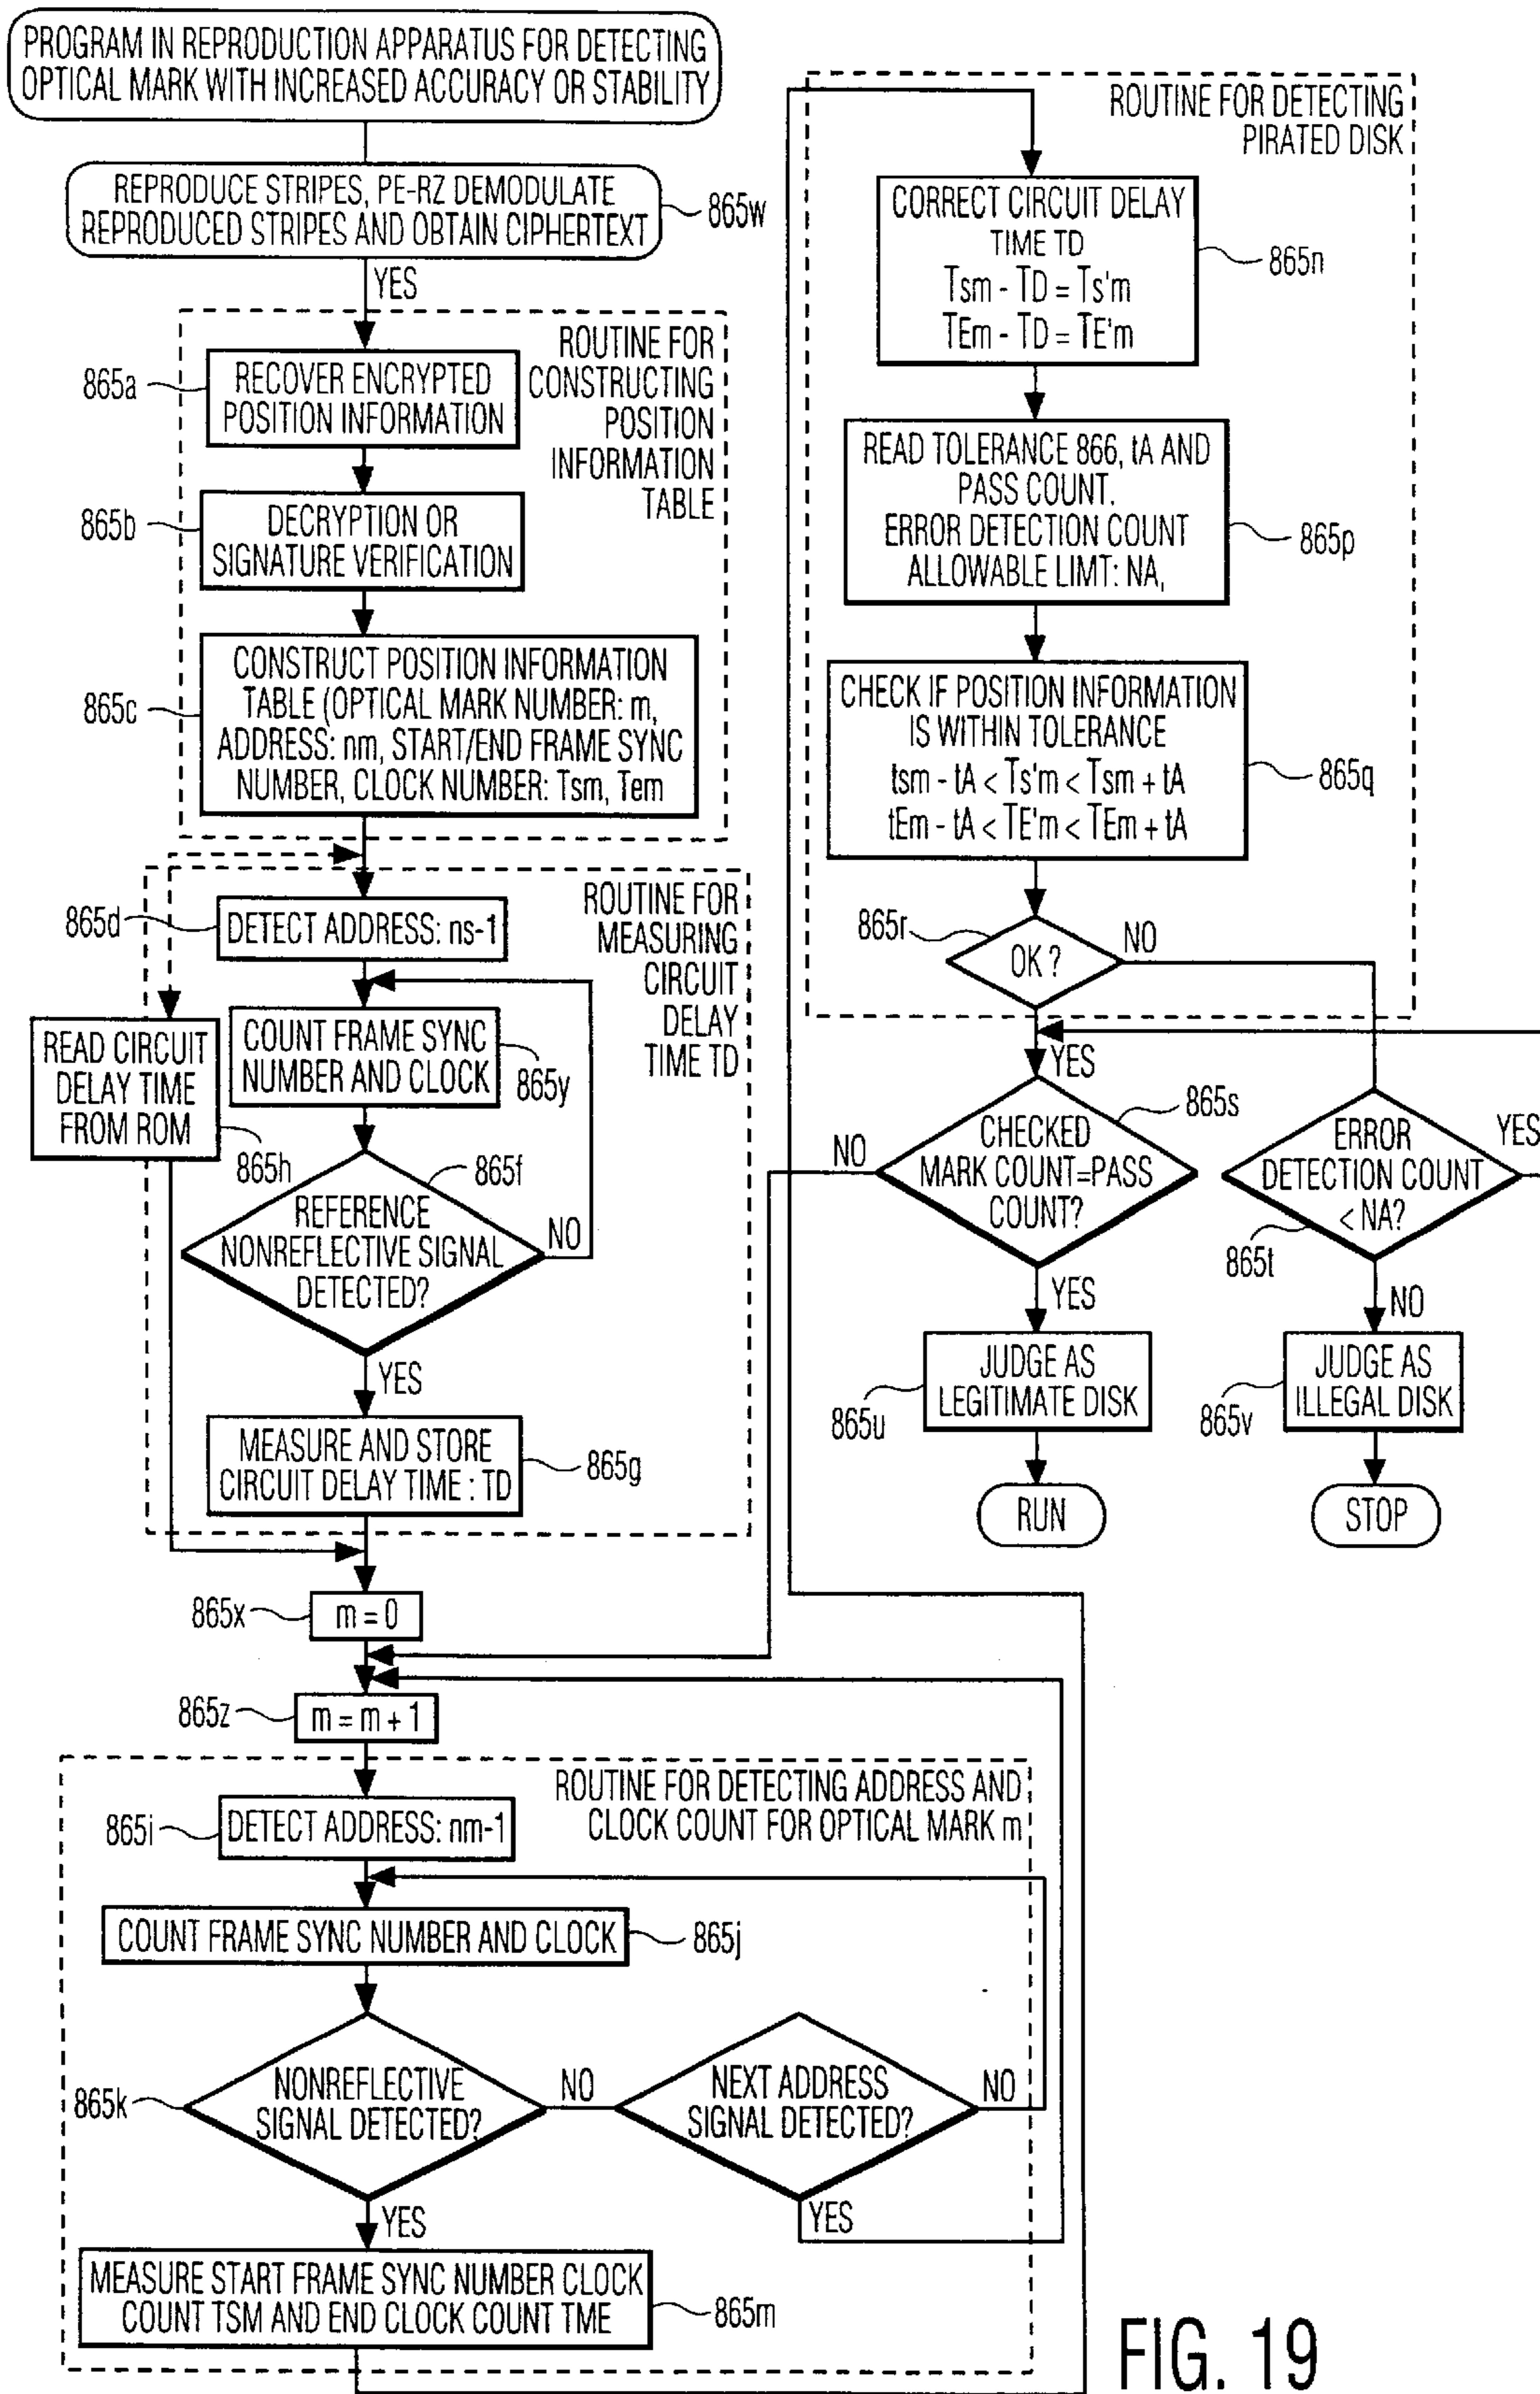 PROGRAM IN REPRODUCTION APPARATUS FOR DETECTING
OPTICAL MARK WITH INCREASED ACCURACY OR STABILITY
REPRODUCE STRIPES, PE-RZ DEMODULATE
REPRODUCED STRIPES AND OBTAIN CIPHERTEXT
865w
YES
ROUTINE FOR
CONSTRUCTING
POSITION
INFORMATION
TABLE
865a
RECOVER ENCRYPTED
POSITION INFORMATION
865b
DECRYPTION OR
SIGNATURE VERIFICATION
865c
CONSTRUCT POSITION INFORMATION
TABLE (OPTICAL MARK NUMBER: m,
ADDRESS: nm, START/END FRAME SYNC
NUMBER, CLOCK NUMBER: Tsm, Tem
ROUTINE FOR
MEASURING
CIRCUIT
DELAY
TIME TD
865d
DETECT ADDRESS: ns-1
READ CIRCUIT
DELAY TIME
FROM ROM
865h
COUNT FRAME SYNC
NUMBER AND CLOCK
865y
865f
REFERENCE
NONREFLECTIVE SIGNAL
DETECTED?
NO
YES
MEASURE AND STORE
CIRCUIT DELAY TIME : TD
865g
865x
m = 0
865z
m = m + 1
ROUTINE FOR DETECTING ADDRESS AND
CLOCK COUNT FOR OPTICAL MARK m
865i
DETECT ADDRESS: nm-1
COUNT FRAME SYNC NUMBER AND CLOCK
865j
865k
NONREFLECTIVE
SIGNAL DETECTED?
NO
NEXT ADDRESS
SIGNAL DETECTED?
NO
YES
YES
MEASURE START FRAME SYNC NUMBER CLOCK
COUNT TSM AND END CLOCK COUNT TME
865m
ROUTINE FOR DETECTING
PIRATED DISK
CORRECT CIRCUIT DELAY
TIME TD
Tsm - TD = Ts'm
TEm - TD = TE'm
865n
READ TOLERANCE 866, tA AND
PASS COUNT.
ERROR DETECTION COUNT
ALLOWABLE LIMT: NA,
865p
CHECK IF POSITION INFORMATION
IS WITHIN TOLERANCE
tsm - tA < Ts'm < Tsm + tA
tEm - tA < TE'm < TEm + tA
865q
865r
OK ?
NO
YES
865s
CHECKED
MARK COUNT=PASS
COUNT?
NO
YES
ERROR
DETECTION COUNT
< NA?
YES
865t
NO
JUDGE AS
LEGITIMATE DISK
865u
JUDGE AS
ILLEGAL DISK
865v
RUN
STOP
FIG. 19